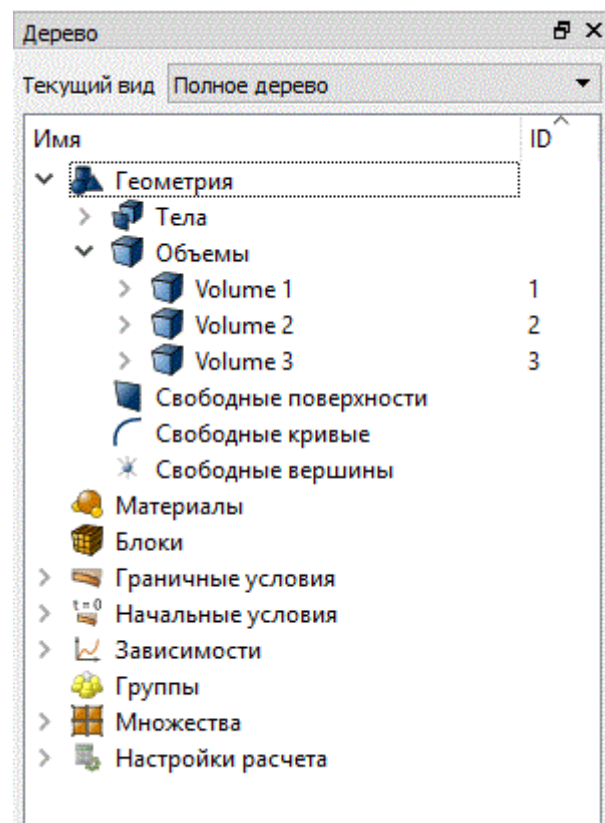 Дерево
Текущий вид Полное дерево
Имя ID
Геометрия
Тела
Объемы
Volume 1 1
Volume 2 2
Volume 3 3
Свободные поверхности
Свободные кривые
Свободные вершины
Материалы
Блоки
Граничные условия
t = 0 Начальные условия
Зависимости
Группы
Множества
Настройки расчета